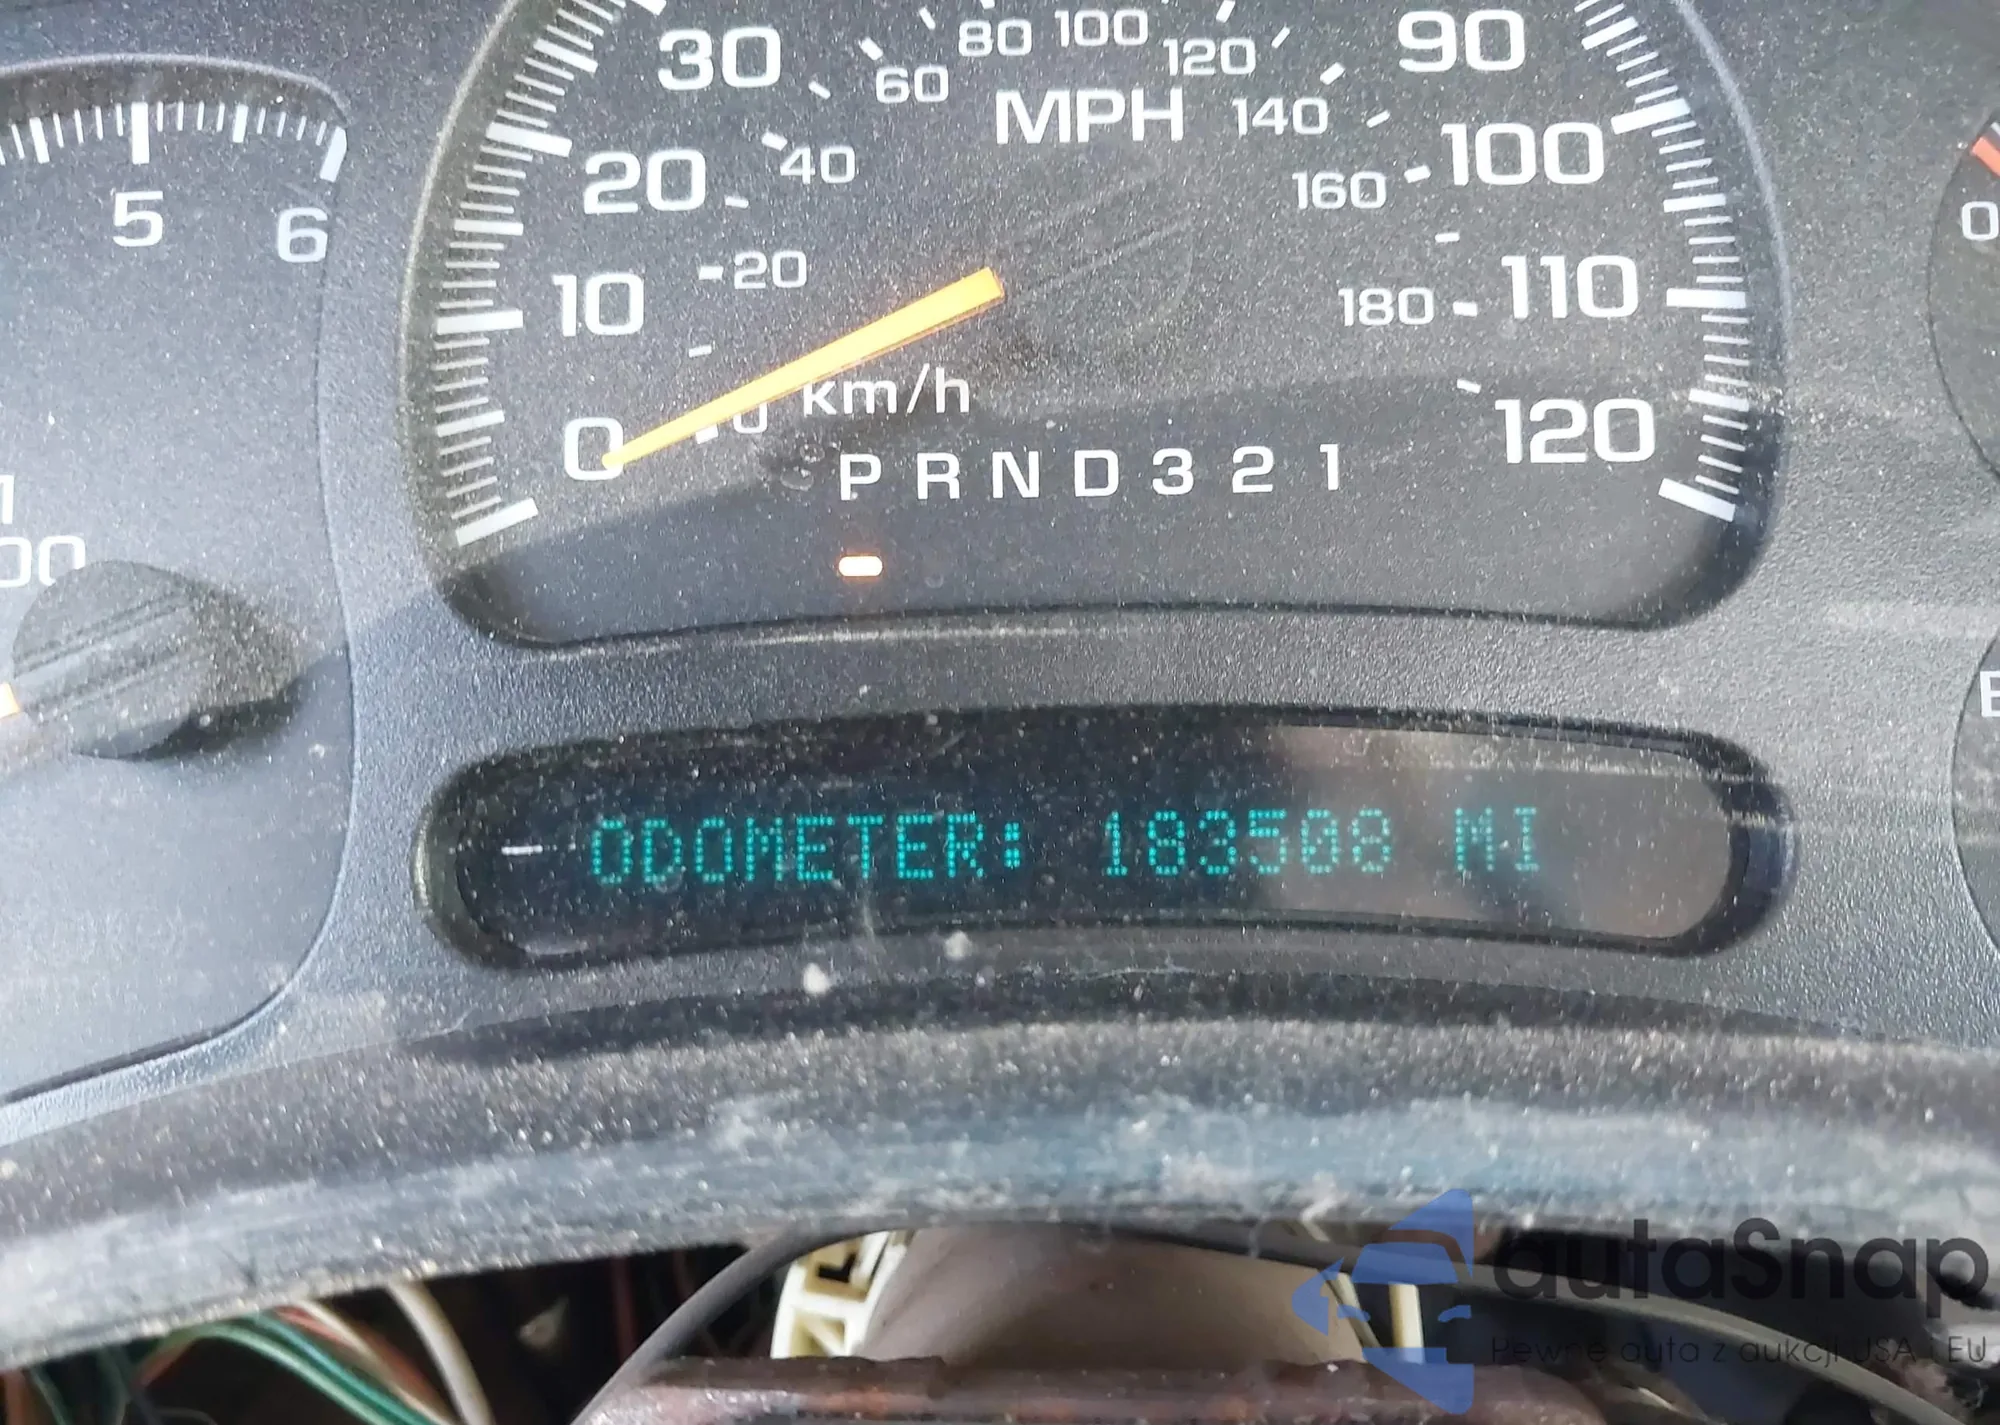 30 60 80 100 120 90
MPH 140
20 40 160 100
5 6
10 20 180 110
0 0 km/h 120
P R N D 3 2 1
ODOMETER: 183508 MI
autaSnap
Pewne auta z aukcji USA i EU